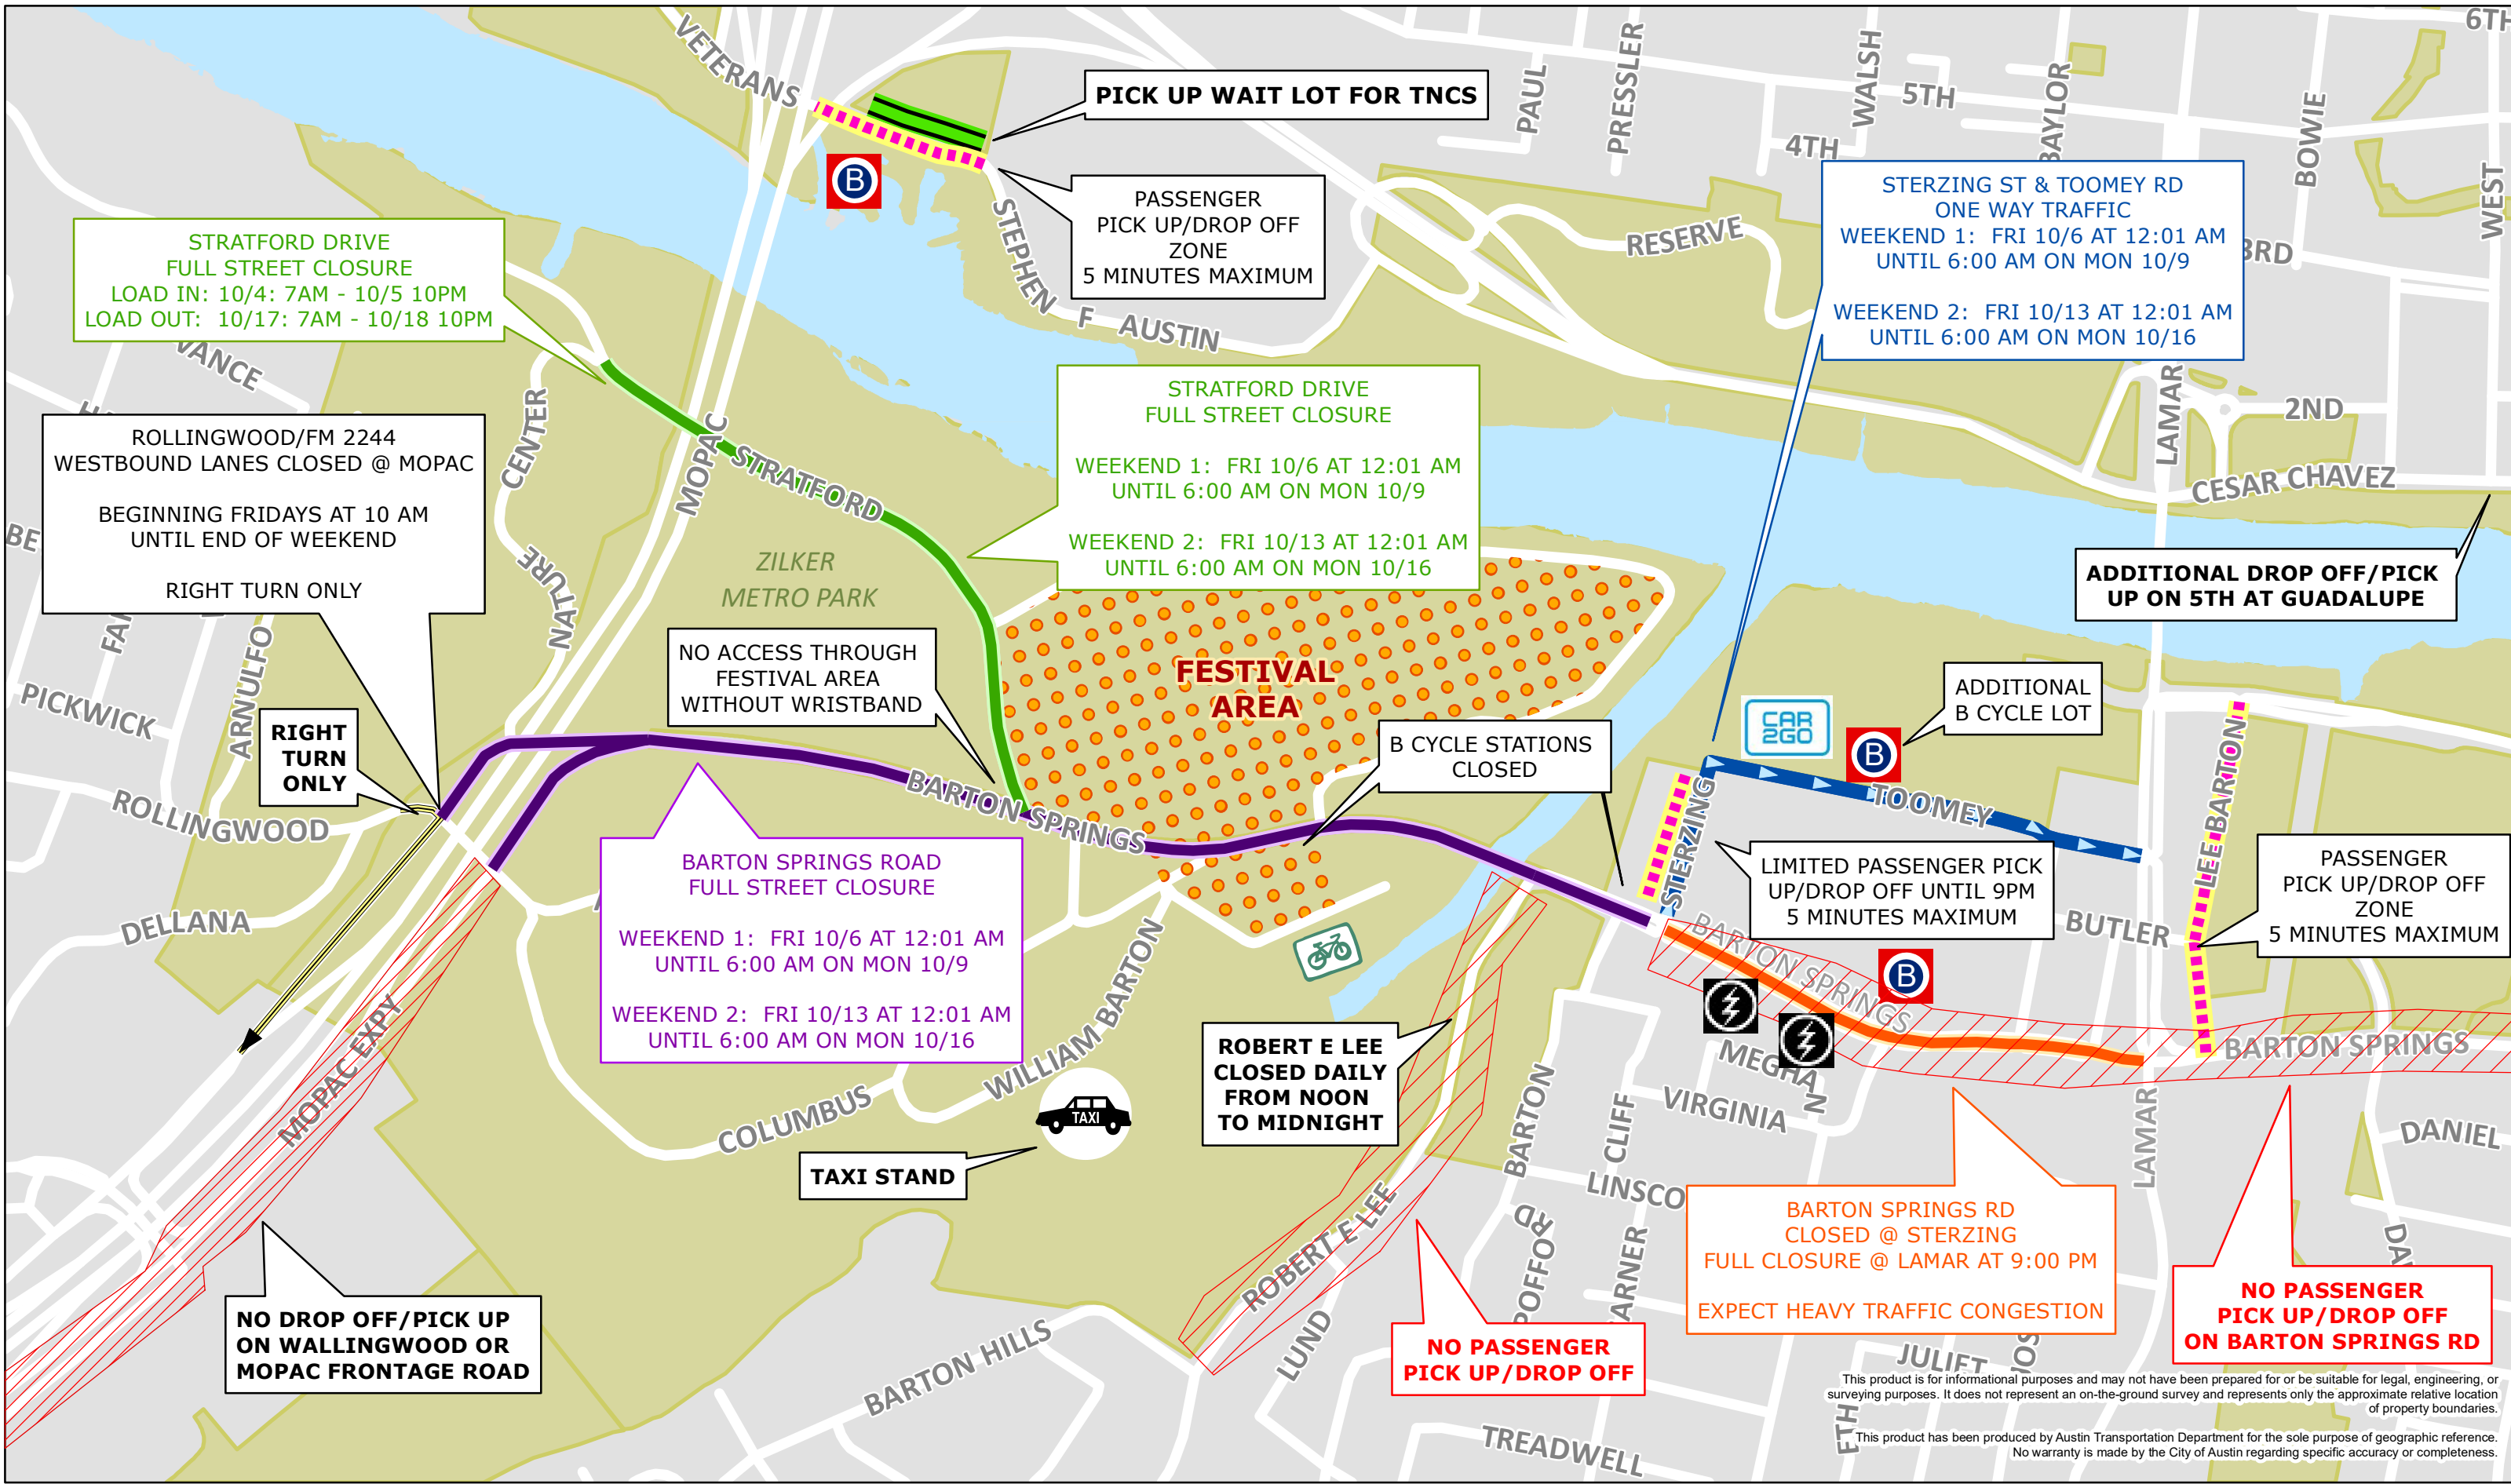 6TH
VETERANS
PAUL
PRESSLER
WALSH
5TH
BAYLOR
BOWIE
WEST
4TH
PICK UP WAIT LOT FOR TNCS
B
PASSENGER
PICK UP/DROP OFF
ZONE
5 MINUTES MAXIMUM
STEPHEN F AUSTIN
RESERVE
3RD
STERZING ST & TOOMEY RD
ONE WAY TRAFFIC
WEEKEND 1: FRI 10/6 AT 12:01 AM
UNTIL 6:00 AM ON MON 10/9
WEEKEND 2: FRI 10/13 AT 12:01 AM
UNTIL 6:00 AM ON MON 10/16
STRATFORD DRIVE
FULL STREET CLOSURE
LOAD IN: 10/4: 7AM - 10/5 10PM
LOAD OUT: 10/17: 7AM - 10/18 10PM
VANCE
CENTER
NATURE
MOPAC
STRATFORD
STRATFORD DRIVE
FULL STREET CLOSURE
WEEKEND 1: FRI 10/6 AT 12:01 AM
UNTIL 6:00 AM ON MON 10/9
WEEKEND 2: FRI 10/13 AT 12:01 AM
UNTIL 6:00 AM ON MON 10/16
LAMAR
2ND
CESAR CHAVEZ
ROLLINGWOOD/FM 2244
WESTBOUND LANES CLOSED @ MOPAC
BEGINNING FRIDAYS AT 10 AM
UNTIL END OF WEEKEND
RIGHT TURN ONLY
BE
ZILKER
METRO PARK
ADDITIONAL DROP OFF/PICK
UP ON 5TH AT GUADALUPE
NO ACCESS THROUGH
FESTIVAL AREA
WITHOUT WRISTBAND
FESTIVAL
AREA
ADDITIONAL
B CYCLE LOT
PICKWICK
ARNULFO
RIGHT
TURN
ONLY
B CYCLE STATIONS
CLOSED
CAR
2GO
B
LEE BARTON
ROLLINGWOOD
BARTON SPRINGS
STERZING
TOOMEY
DELLANA
BARTON SPRINGS ROAD
FULL STREET CLOSURE
WEEKEND 1: FRI 10/6 AT 12:01 AM
UNTIL 6:00 AM ON MON 10/9
WEEKEND 2: FRI 10/13 AT 12:01 AM
UNTIL 6:00 AM ON MON 10/16
LIMITED PASSENGER PICK
UP/DROP OFF UNTIL 9PM
5 MINUTES MAXIMUM
BUTLER
PASSENGER
PICK UP/DROP OFF
ZONE
5 MINUTES MAXIMUM
BARTON SPRINGS
B
BARTON SPRINGS
MOPAC EXPY
WILLIAM BARTON
COLUMBUS
TAXI
TAXI STAND
ROBERT E LEE
CLOSED DAILY
FROM NOON
TO MIDNIGHT
MEGHAN
VIRGINIA
BARTON
CLIFF
LAMAR
DANIEL
LINSCO
ROBERT E LEE
BARTON SPRINGS RD
CLOSED @ STERZING
FULL CLOSURE @ LAMAR AT 9:00 PM
EXPECT HEAVY TRAFFIC CONGESTION
NO PASSENGER
PICK UP/DROP OFF
ON BARTON SPRINGS RD
NO DROP OFF/PICK UP
ON WALLINGWOOD OR
MOPAC FRONTAGE ROAD
NO PASSENGER
PICK UP/DROP OFF
LUND
BARTON HILLS
RD
POFFO
ARNER
DA
JULIET
OS
ETH
TREADWELL
This product is for informational purposes and may not have been prepared for or be suitable for legal, engineering, or
surveying purposes. It does not represent an on-the-ground survey and represents only the approximate relative location
of property boundaries.
This product has been produced by Austin Transportation Department for the sole purpose of geographic reference.
No warranty is made by the City of Austin regarding specific accuracy or completeness.